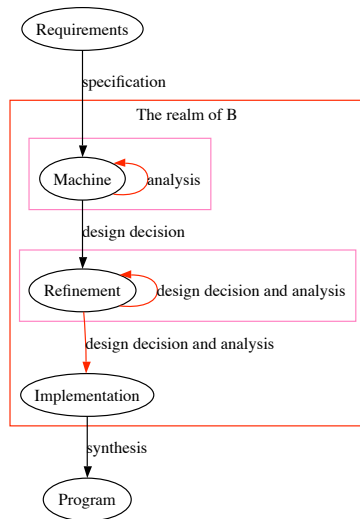 Requirements
specification
The realm of B
Machine
analysis
design decision
Refinement
design decision and analysis
design decision and analysis
Implementation
synthesis
Program